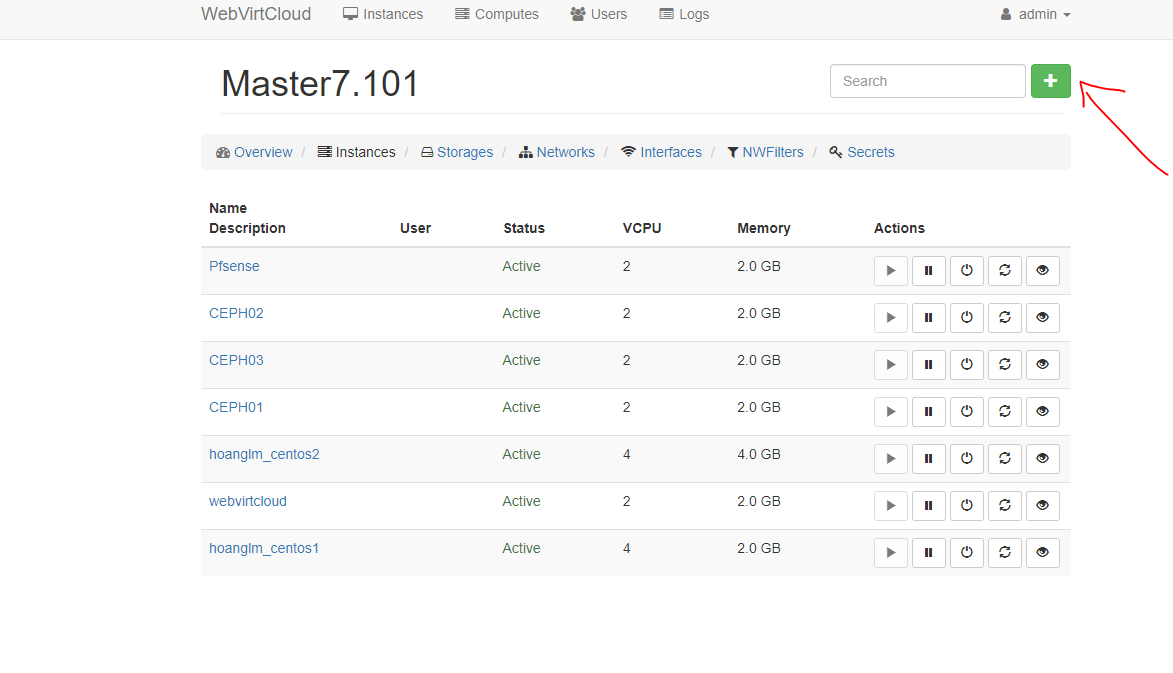 WebVirtCloud Instances Computes Users Logs admin
Master7.101 Search
Overview / Instances / Storages / Networks / Interfaces / NWFilters / Secrets
Name
Description User Status VCPU Memory Actions
Pfsense Active 2 2.0 GB
CEPH02 Active 2 2.0 GB
CEPH03 Active 2 2.0 GB
CEPH01 Active 2 2.0 GB
hoanglm_centos2 Active 4 4.0 GB
webvirtcloud Active 2 2.0 GB
hoanglm_centos1 Active 4 2.0 GB